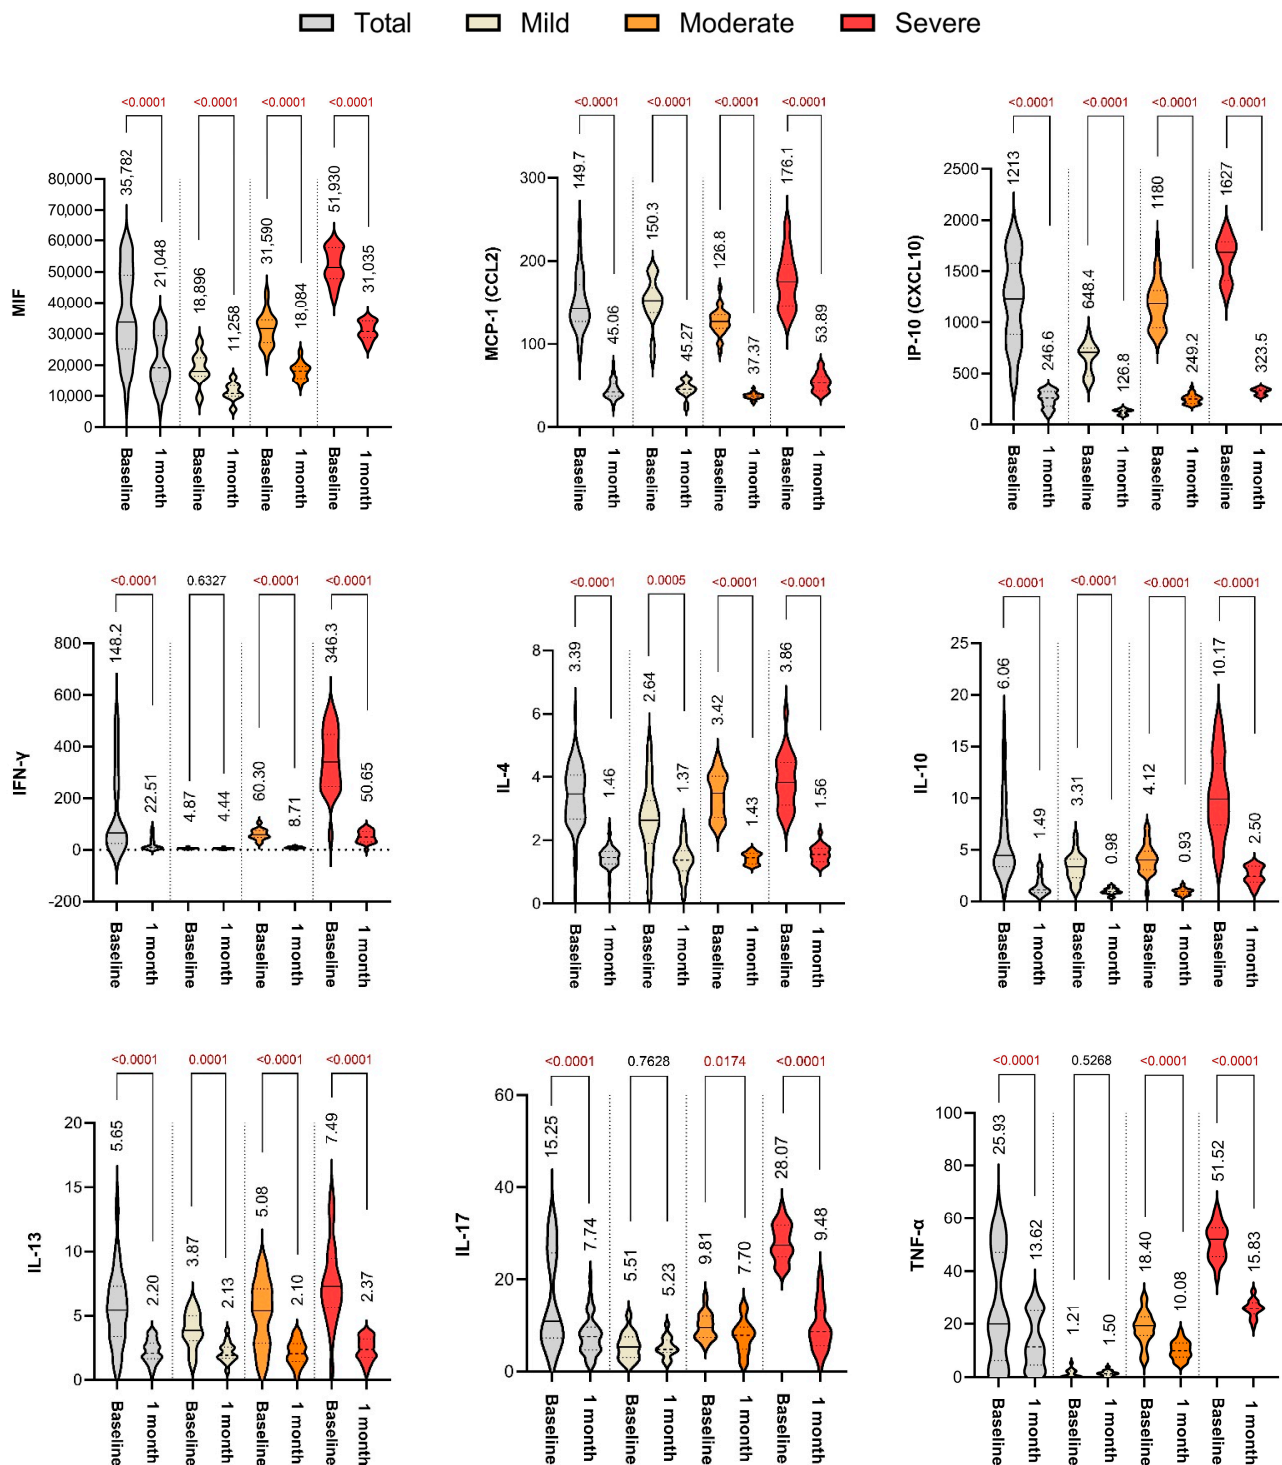 Total Mild Moderate Severe
<0.0001 <0.0001 <0.0001 <0.0001
35,782 21,048 18,896 11,258 31,590 18,084 51,930 31,035
MIF
80,000
70,000
60,000
50,000
40,000
30,000
20,000
10,000
0
Baseline 1 month Baseline 1 month Baseline 1 month Baseline 1 month
<0.0001 <0.0001 <0.0001 <0.0001
149.7 45.06 150.3 45.27 126.8 37.37 176.1 53.89
MCP-1 (CCL2)
300
200
100
0
Baseline 1 month Baseline 1 month Baseline 1 month Baseline 1 month
<0.0001 <0.0001 <0.0001 <0.0001
1213 246.6 648.4 126.8 1180 249.2 1627 323.5
IP-10 (CXCL10)
2500
2000
1500
1000
500
0
Baseline 1 month Baseline 1 month Baseline 1 month Baseline 1 month
<0.0001 0.6327 <0.0001 <0.0001
148.2 22.51 4.87 4.44 60.30 8.71 346.3 50.65
IFN-γ
800
600
400
200
0
-200
Baseline 1 month Baseline 1 month Baseline 1 month Baseline 1 month
<0.0001 0.0005 <0.0001 <0.0001
3.39 1.46 2.64 1.37 3.42 1.43 3.86 1.56
IL-4
8
6
4
2
0
Baseline 1 month Baseline 1 month Baseline 1 month Baseline 1 month
<0.0001 <0.0001 <0.0001 <0.0001
6.06 1.49 3.31 0.98 4.12 0.93 10.17 2.50
IL-10
25
20
15
10
5
0
Baseline 1 month Baseline 1 month Baseline 1 month Baseline 1 month
<0.0001 0.0001 <0.0001 <0.0001
5.65 2.20 3.87 2.13 5.08 2.10 7.49 2.37
IL-13
20
15
10
5
0
Baseline 1 month Baseline 1 month Baseline 1 month Baseline 1 month
<0.0001 0.7628 0.0174 <0.0001
15.25 7.74 5.51 5.23 9.81 7.70 28.07 9.48
IL-17
60
40
20
0
Baseline 1 month Baseline 1 month Baseline 1 month Baseline 1 month
<0.0001 0.5268 <0.0001 <0.0001
25.93 13.62 1.21 1.50 18.40 10.08 51.52 15.83
TNF-α
100
80
60
40
20
0
Baseline 1 month Baseline 1 month Baseline 1 month Baseline 1 month